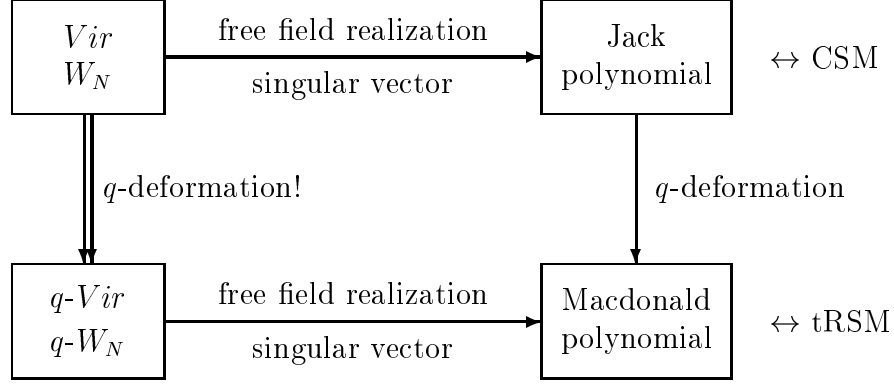 Vir
W_N
free field realization
singular vector
Jack
polynomial
↔ CSM
q-deformation!
q-deformation
q-Vir
q-W_N
free field realization
singular vector
Macdonald
polynomial
↔ tRSM